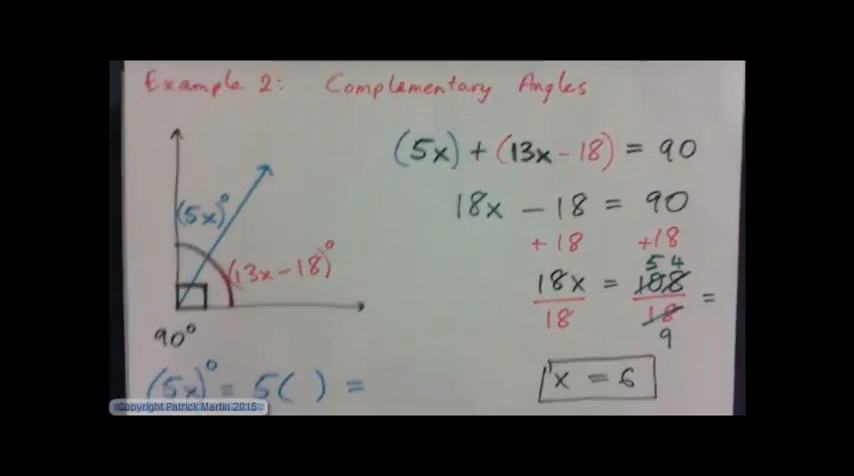 Example 2: Complementary Angles
(5x)° (5x) + (13x - 18) = 90
18x - 18 = 90
(13x - 18)° + 18 + 18
54
18x = 108 =
18 18
90° 9
(5x)° = 5( ) = x = 6
Copyright Patrick Martin 2015